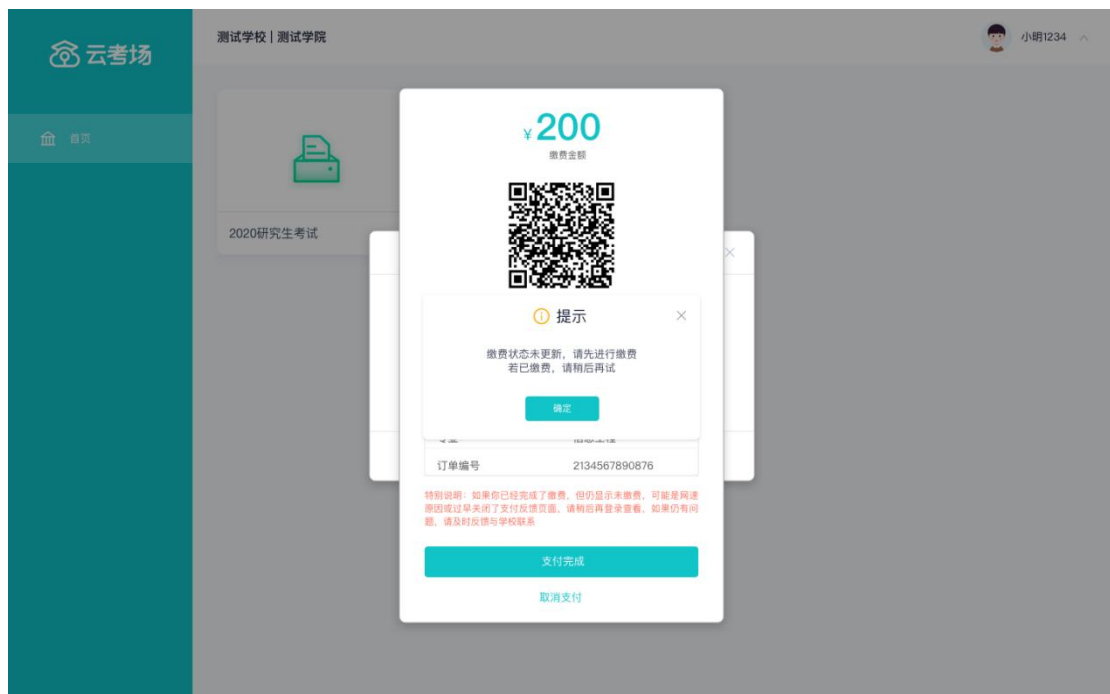 云考场
测试学校 | 测试学院
小明1234
首页
2020研究生考试
¥200
缴费金额
提示
缴费状态未更新，请先进行缴费
若已缴费，请稍后再试
确定
订单编号 2134567890876
特别说明：如果你已经完成了缴费，但仍显示未缴费，可能是网速
原因或过早关闭了支付反馈页面，请稍后再登录查看，如果仍有问
题，请及时反馈与学校联系
支付完成
取消支付